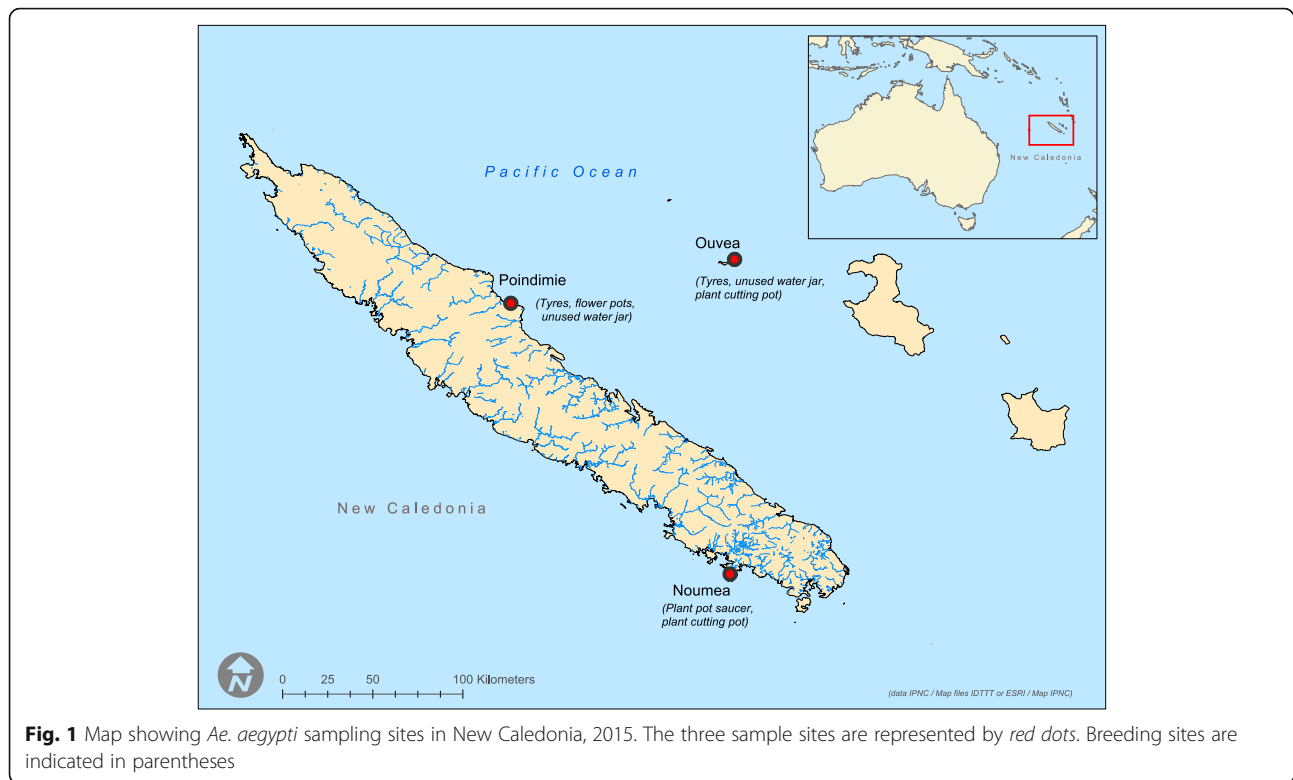 New Caledonia
Pacific Ocean
Ouvea
(Tyres, unused water jar,
plant cutting pot)
Poindimie
(Tyres, flower pots,
unused water jar)
New Caledonia
Noumea
(Plant pot saucer,
plant cutting pot)
N
0 25 50 100 Kilometers
(data IPNC / Map files IDTTT or ESRI / Map IPNC)
Fig. 1 Map showing Ae. aegypti sampling sites in New Caledonia, 2015. The three sample sites are represented by red dots. Breeding sites are
indicated in parentheses